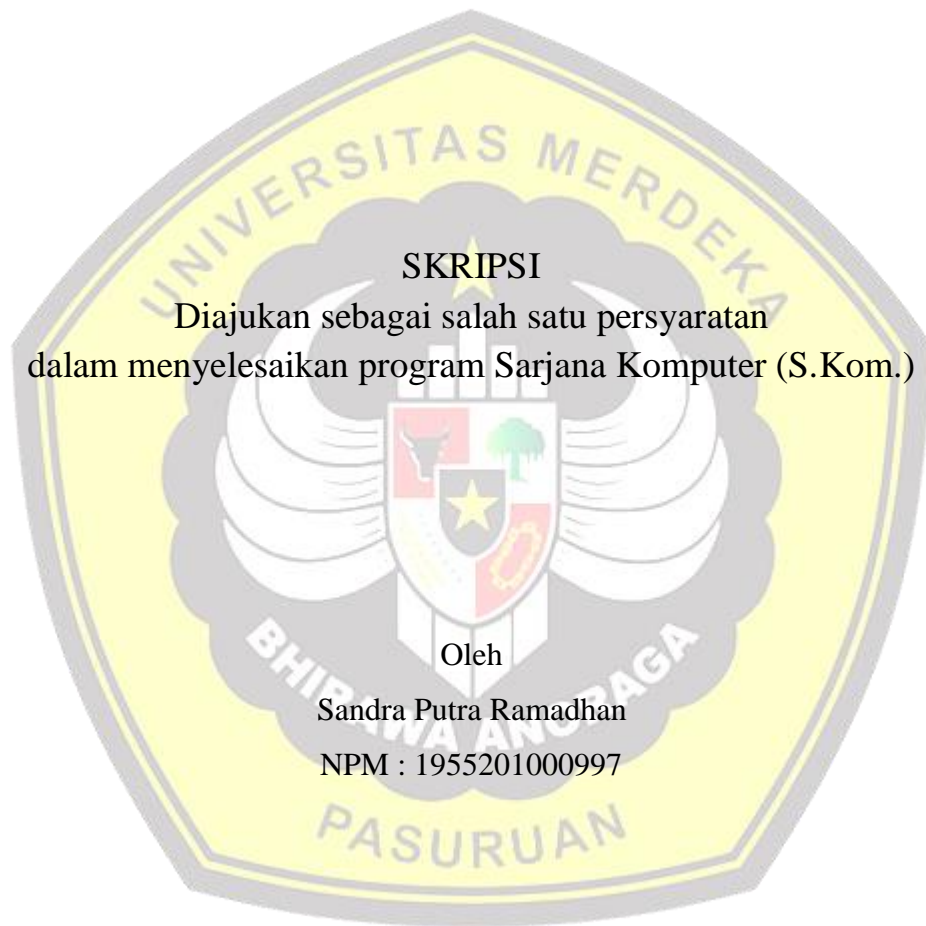 UNIVERSITAS MERDEKA
SKRIPSI
Diajukan sebagai salah satu persyaratan
dalam menyelesaikan program Sarjana Komputer (S.Kom.)
Oleh
Sandra Putra Ramadhan
BHIRAWA ANORAGA
NPM : 1955201000997
PASURUAN